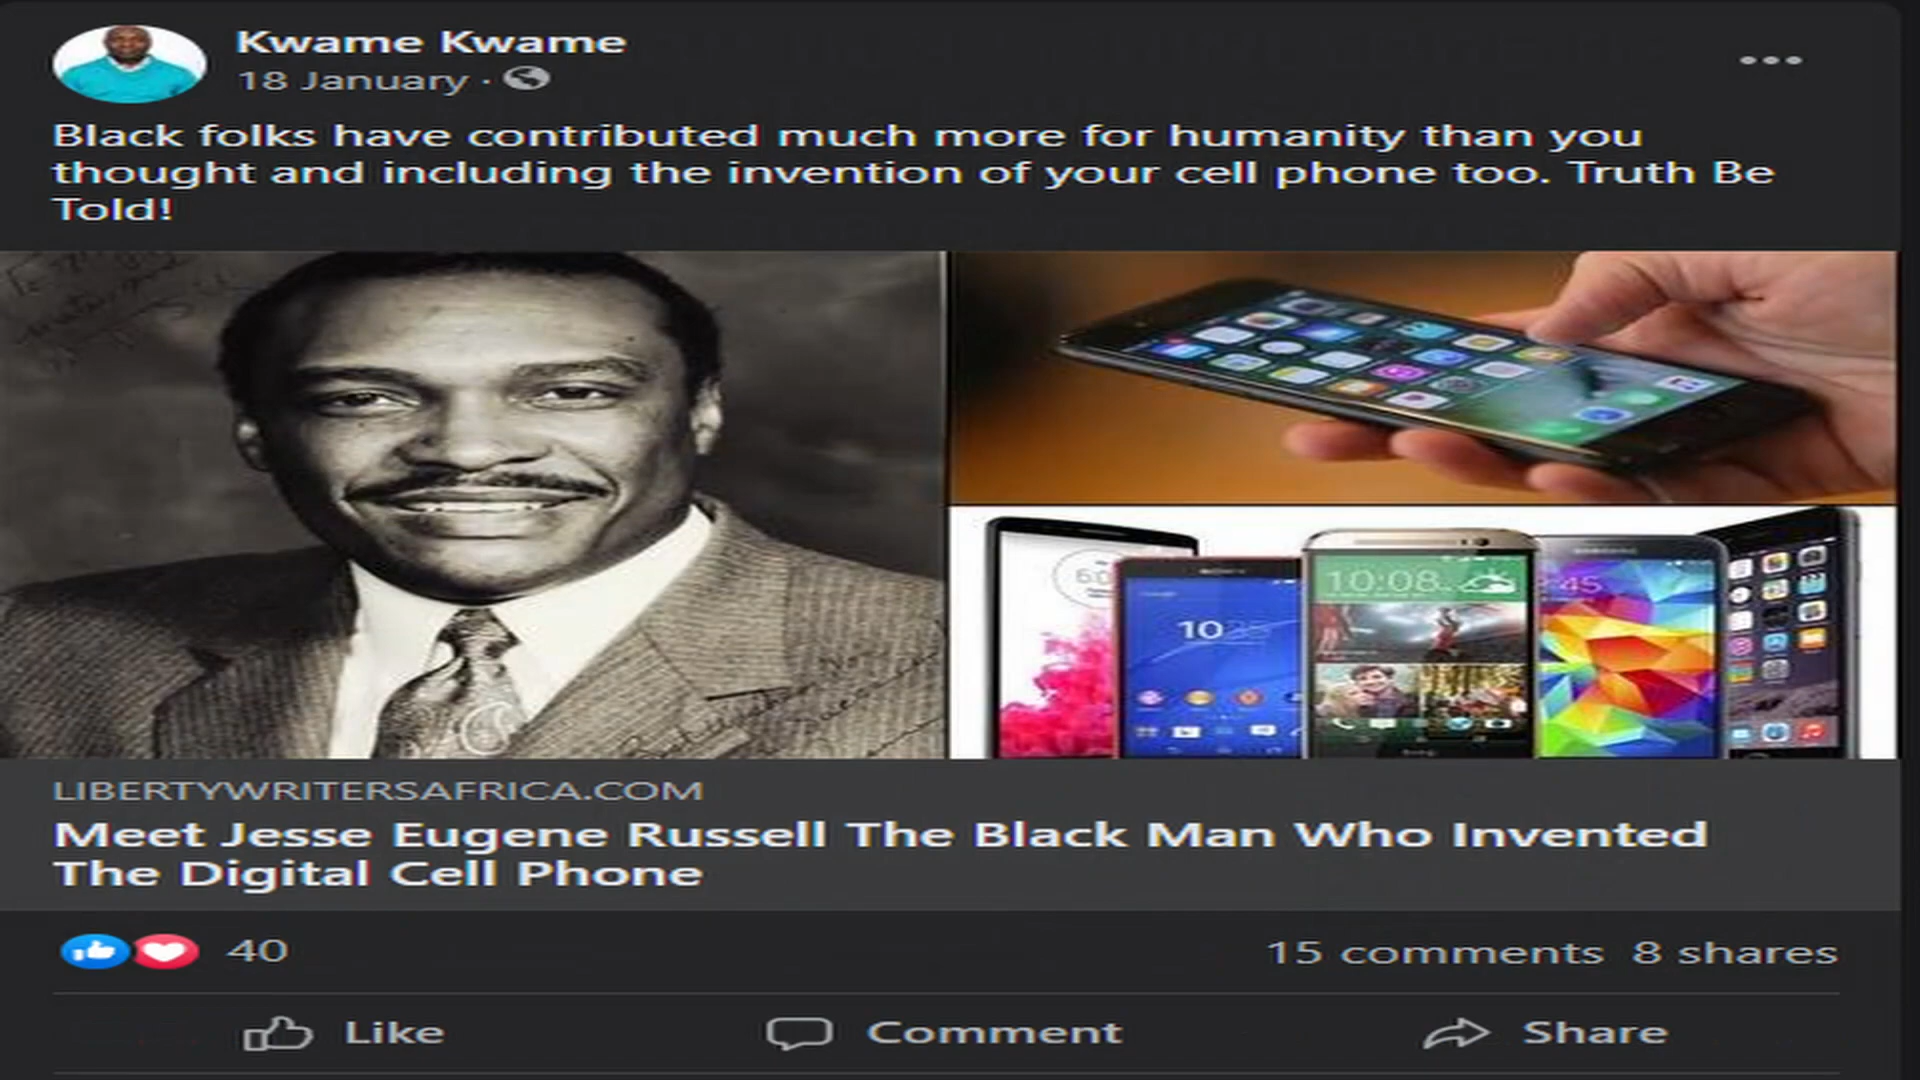 Kwame Kwame
18 January ·
Black folks have contributed much more for humanity than you
thought and including the invention of your cell phone too. Truth Be
Told!
10:08
LIBERTYWRITERSAFRICA.COM
Meet Jesse Eugene Russell The Black Man Who Invented
The Digital Cell Phone
40
15 comments 8 shares
Like
Comment
Share